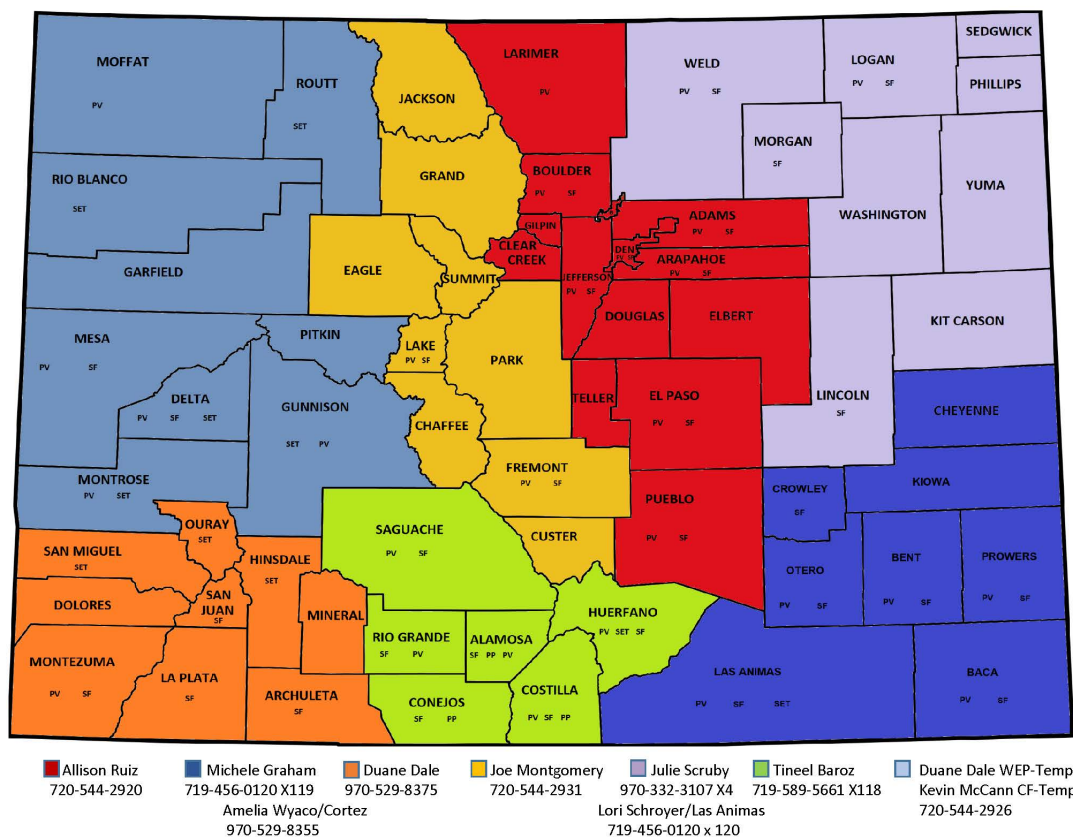 MOFFAT
PV
ROUTT
SET
JACKSON
LARIMER
PV
WELD
PV SF
LOGAN
PV SF
SEDGWICK
PHILLIPS
MORGAN
SF
RIO BLANCO
SET
GRAND
BOULDER
PV SF
YUMA
WASHINGTON
ADAMS
PV SF
GILPIN
CLEAR
CREEK
DEN
ARAPAHOE
PV SF
GARFIELD
EAGLE
SUMMIT
JEFFERSON
PV SF
DOUGLAS
ELBERT
KIT CARSON
MESA
PV SF
PITKIN
LAKE
PV SF
PARK
DELTA
PV SF SET
GUNNISON
SET PV
CHAFFEE
TELLER
EL PASO
PV SF
LINCOLN
SF
CHEYENNE
MONTROSE
PV SET
FREMONT
PV SF
PUEBLO
PV SF
CROWLEY
SF
KIOWA
OURAY
SET
SAGUACHE
PV SF
CUSTER
SAN MIGUEL
SET
HINSDALE
SET
OTERO
PV SF
BENT
PV SF
PROWERS
PV SF
DOLORES
SAN
JUAN
SF
MINERAL
RIO GRANDE
SF PV
ALAMOSA
SF PP PV
HUERFANO
PV SET SF
MONTEZUMA
PV SF
LA PLATA
SF
ARCHULETA
SF
CONEJOS
SF PP
COSTILLA
PV SF PP
LAS ANIMAS
PV SF SET
BACA
PV SF
Allison Ruiz
720-544-2920
Michele Graham
719-456-0120 X119
Amelia Wyaco/Cortez
970-529-8355
Duane Dale
970-529-8375
Joe Montgomery
720-544-2931
Julie Scruby
970-332-3107 X4
Lori Schroyer/Las Animas
719-456-0120 x 120
Tineel Baroz
719-589-5661 X118
Duane Dale WEP-Temp
Kevin McCann CF-Temp
720-544-2926